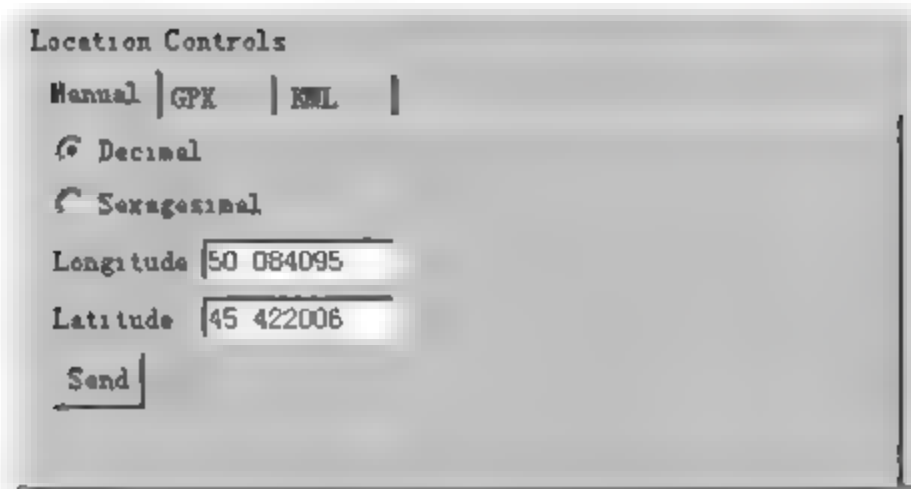 Location Controls
Manual GPX KML
Decimal
Sexagesimal
Longitude 50 084095
Latitude 45 422006
Send